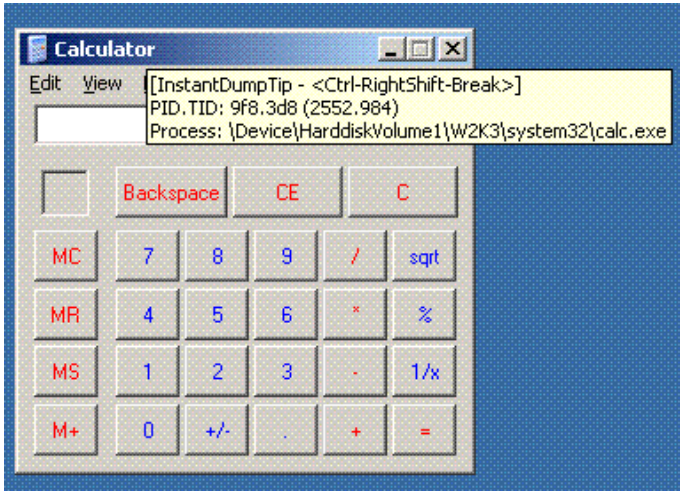 Calculator
Edit View
[InstantDumpTip - <Ctrl-RightShift-Break>]
PID.TID: 9f8.3d8 (2552.984)
Process: \Device\HarddiskVolume1\W2K3\system32\calc.exe
Backspace CE C
MC 7 8 9 / sqrt
MR 4 5 6 * %
MS 1 2 3 - 1/x
M+ 0 +/- . + =